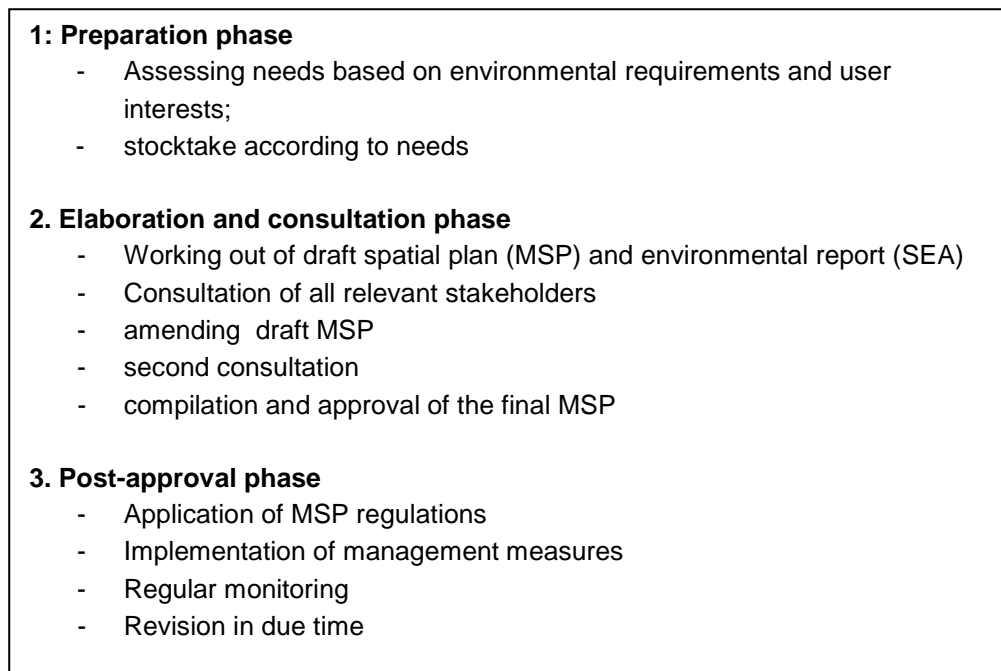 1: Preparation phase
- Assessing needs based on environmental requirements and user
interests;
- stocktake according to needs
2. Elaboration and consultation phase
- Working out of draft spatial plan (MSP) and environmental report (SEA)
- Consultation of all relevant stakeholders
- amending  draft MSP
- second consultation
- compilation and approval of the final MSP
3. Post-approval phase
- Application of MSP regulations
- Implementation of management measures
- Regular monitoring
- Revision in due time